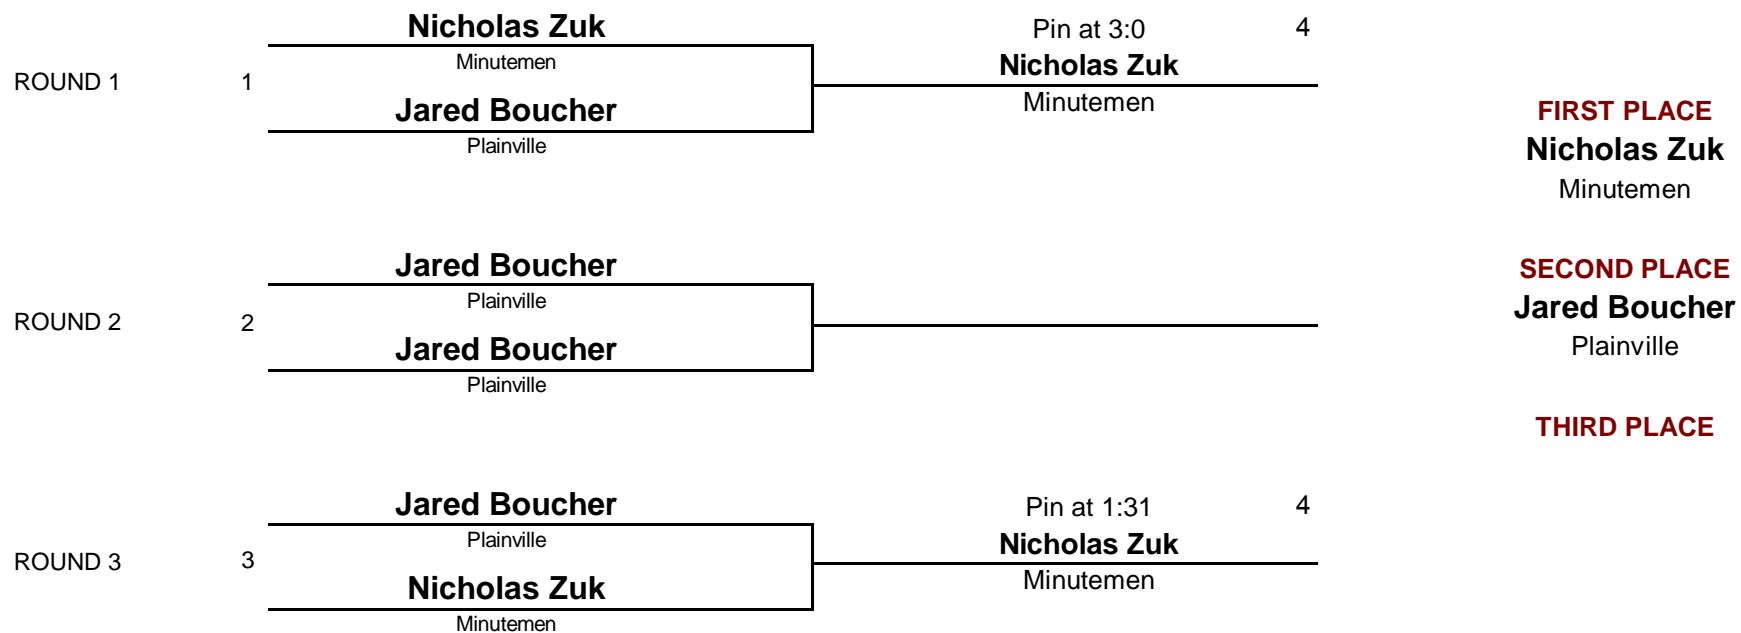 Nicholas Zuk
Minutemen
ROUND 1
1
Jared Boucher
Plainville
Pin at 3:0
4
Nicholas Zuk
Minutemen
Jared Boucher
Plainville
ROUND 2
2
Jared Boucher
Plainville
Jared Boucher
Plainville
ROUND 3
3
Nicholas Zuk
Minutemen
Pin at 1:31
4
Nicholas Zuk
Minutemen
FIRST PLACE
Nicholas Zuk
Minutemen
SECOND PLACE
Jared Boucher
Plainville
THIRD PLACE